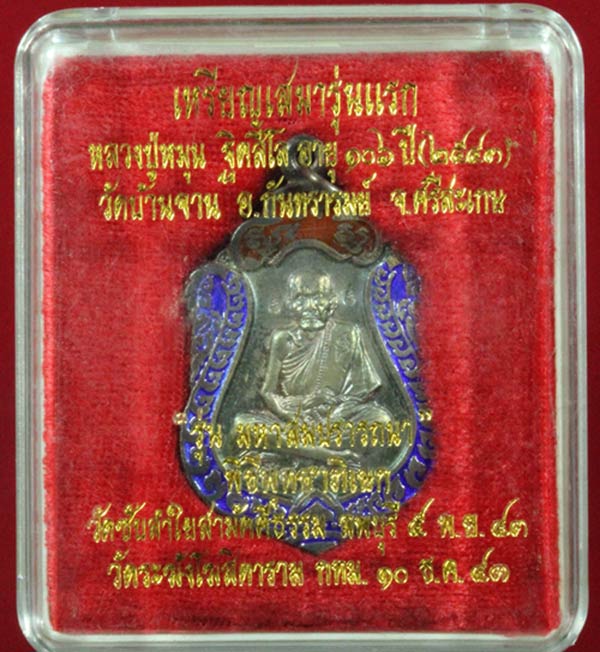 เหรียญเสมารุ่นแรก
หลวงปู่หมุน ฐิตสีโล อายุ ๑๐๖ ปี(๒๕๔๓)
วัดบ้านจาน อ.กันทรารมย์ จ.ศรีสะเกษ
"รุ่น มหาสมปรารถนา"
พิธีพุทธาภิเษก
วัดซับลำใยสามัคคีธรรม ลพบุรี ๕ พ.ย.๔๓
วัดระฆังโฆสิตาราม กทม. ๑๐ ธ.ค.๔๓